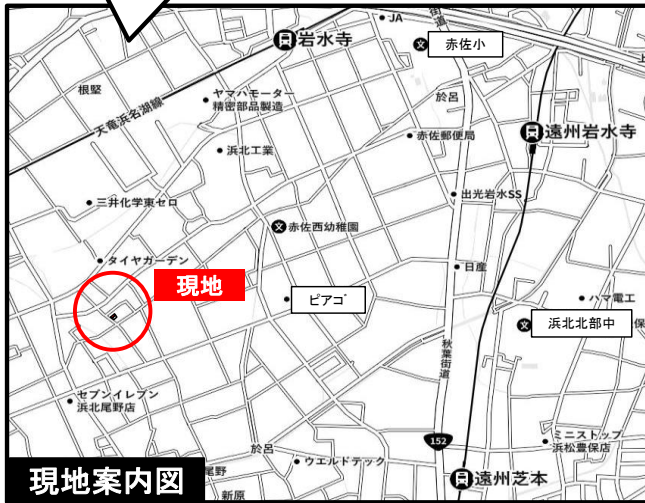 JA
街道
岩水寺
赤佐小
上
根堅
ヤマハモーター
精密部品製造
於呂
天竜浜名湖線
赤佐郵便局
遠州岩水寺
浜北工業
三井化学東セロ
出光岩水SS
赤佐西幼稚園
タイヤガーデン
日産
現地
ピアゴ
ハマ電工
浜北北部中
保
秋葉街道
セブンイレブン
浜北尾野店
152
ミニストップ
浜松豊保店
於呂
ウエルドテック
尾野
遠州芝本
現地案内図
新原